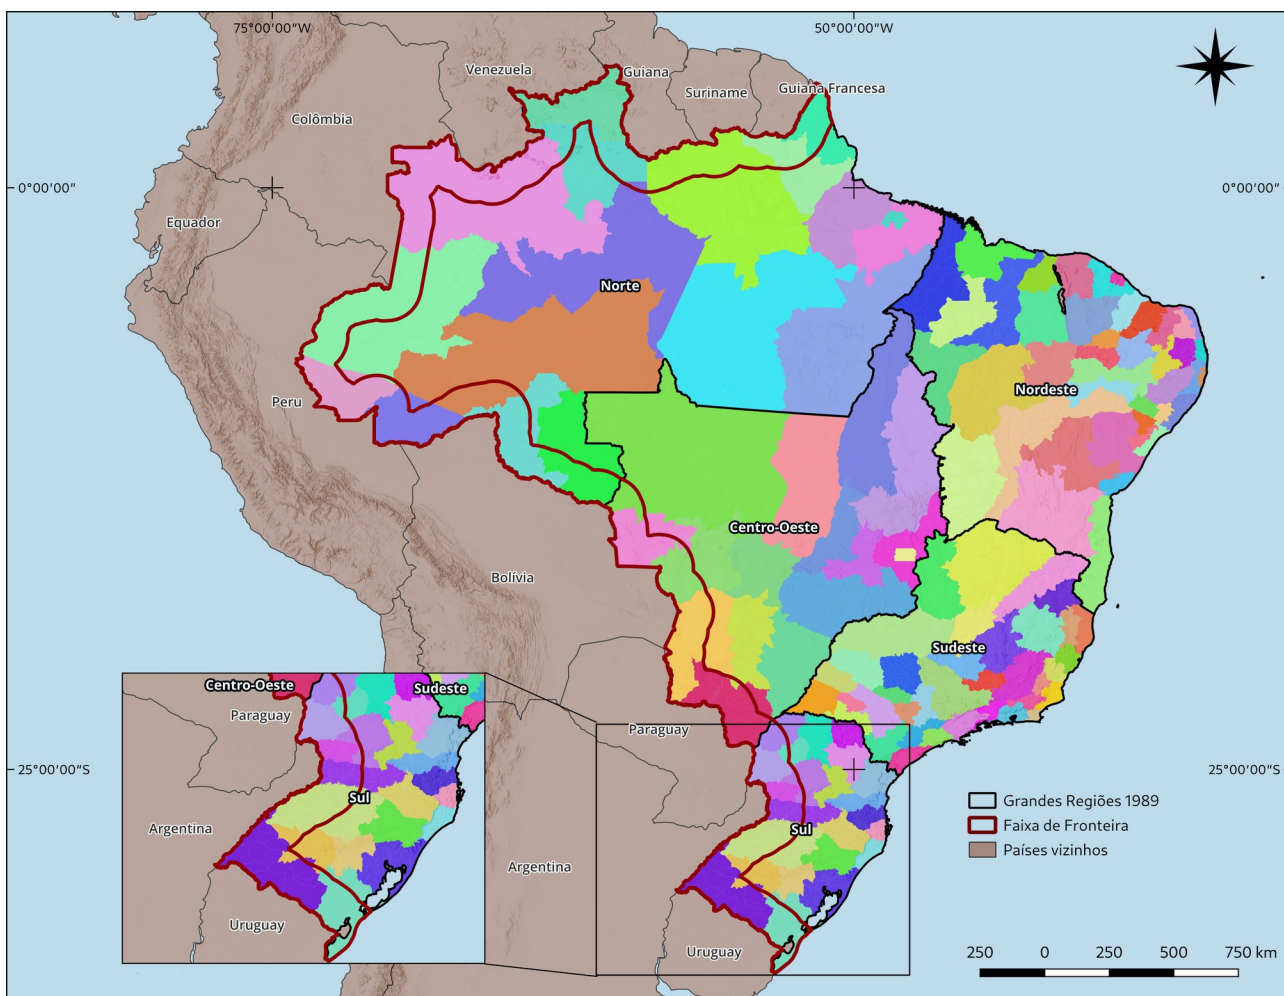 75°00′00″W
50°00′00″W
Venezuela
Guiana
Suriname
Guiana Francesa
Colômbia
0°00′00″
0°00′00″
Equador
Norte
Peru
Nordeste
Centro-Oeste
Bolívia
Sudeste
Centro-Oeste
Sudeste
Paraguay
Paraguay
25°00′00″S
25°00′00″S
Sul
Argentina
Uruguay
Sul
Argentina
Uruguay
Grandes Regiões 1989
Faixa de Fronteira
Países vizinhos
250 0 250 500 750 km